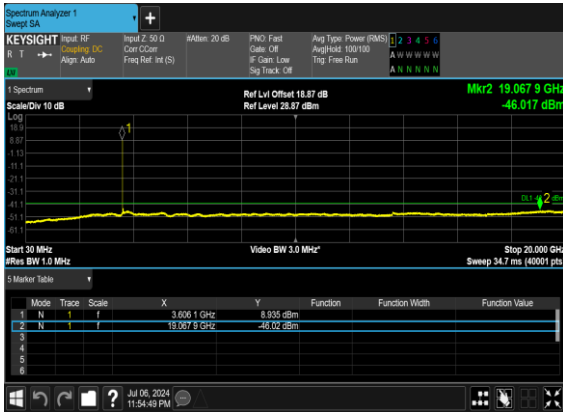 Spectrum Analyzer 1
Swept SA
+
KEYSIGHT Input: RF Input Z: 50 Ω #Atten: 20 dB PNO: Fast Avg Type: Power (RMS) 1 2 3 4 5 6
R T Coupling: DC Corr CCorr Gate: Off Avg|Hold: 100/100 A W W W W W
Align: Auto Freq Ref: Int (S) IF Gain: Low Trig: Free Run
Sig Track: Off A N N N N N
1 Spectrum Ref Lvl Offset 18.87 dB Mkr2 19.067 9 GHz
Scale/Div 10 dB Ref Level 28.87 dBm -46.017 dBm
Log
18.9
8.87
-1.13
-11.1
-21.1
-31.1
-41.1
-51.1
-61.1
1
2
Start 30 MHz Video BW 3.0 MHz* Stop 20.000 GHz
#Res BW 1.0 MHz Sweep 34.7 ms (40001 pts
5 Marker Table
Mode Trace Scale X Y Function Function Width Function Value
1 N 1 f 3.606 1 GHz 8.935 dBm
2 N 1 f 19.067 9 GHz -46.02 dBm
3
4
5
6
? Jul 06, 2024
11:54:49 PM